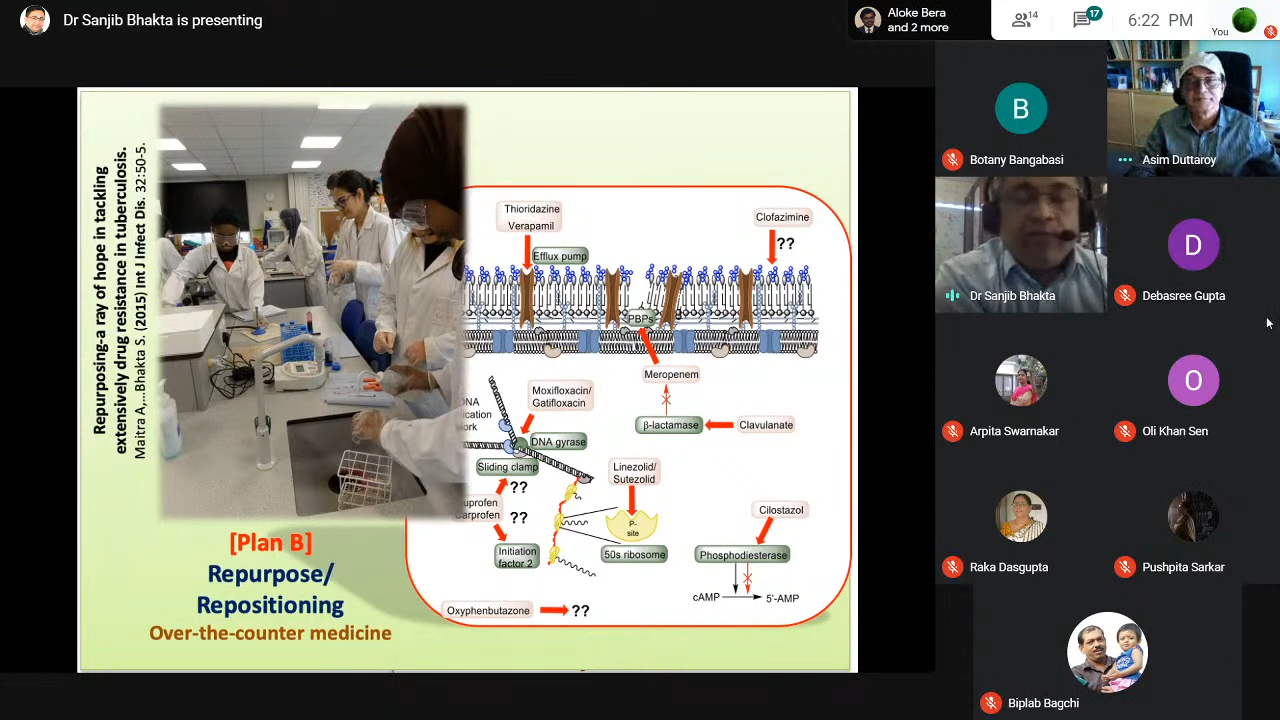 Dr Sanjib Bhakta is presenting
Aloke Bera
and 2 more
14
17
6:22 PM
You
Repurposing-a ray of hope in tackling
extensively drug resistance in tuberculosis.
Maitra A,...Bhakta S. (2015) Int J Infect Dis. 32:50-5.
Thioridazine
Verapamil
Efflux pump
Clofazimine
??
PBPs
Meropenem
β-lactamase
Clavulanate
Moxifloxacin/
Gatifloxacin
DNA gyrase
Sliding clamp
??
??
Initiation
factor 2
Linezolid/
Sutezolid
P-
site
50s ribosome
Cilostazol
Phosphodiesterase
cAMP
5'-AMP
Oxyphenbutazone
??
[Plan B]
Repurpose/
Repositioning
Over-the-counter medicine
B
Botany Bangabasi
Asim Duttaroy
Dr Sanjib Bhakta
D
Debasree Gupta
Arpita Swarnakar
O
Oli Khan Sen
Raka Dasgupta
Pushpita Sarkar
Biplab Bagchi